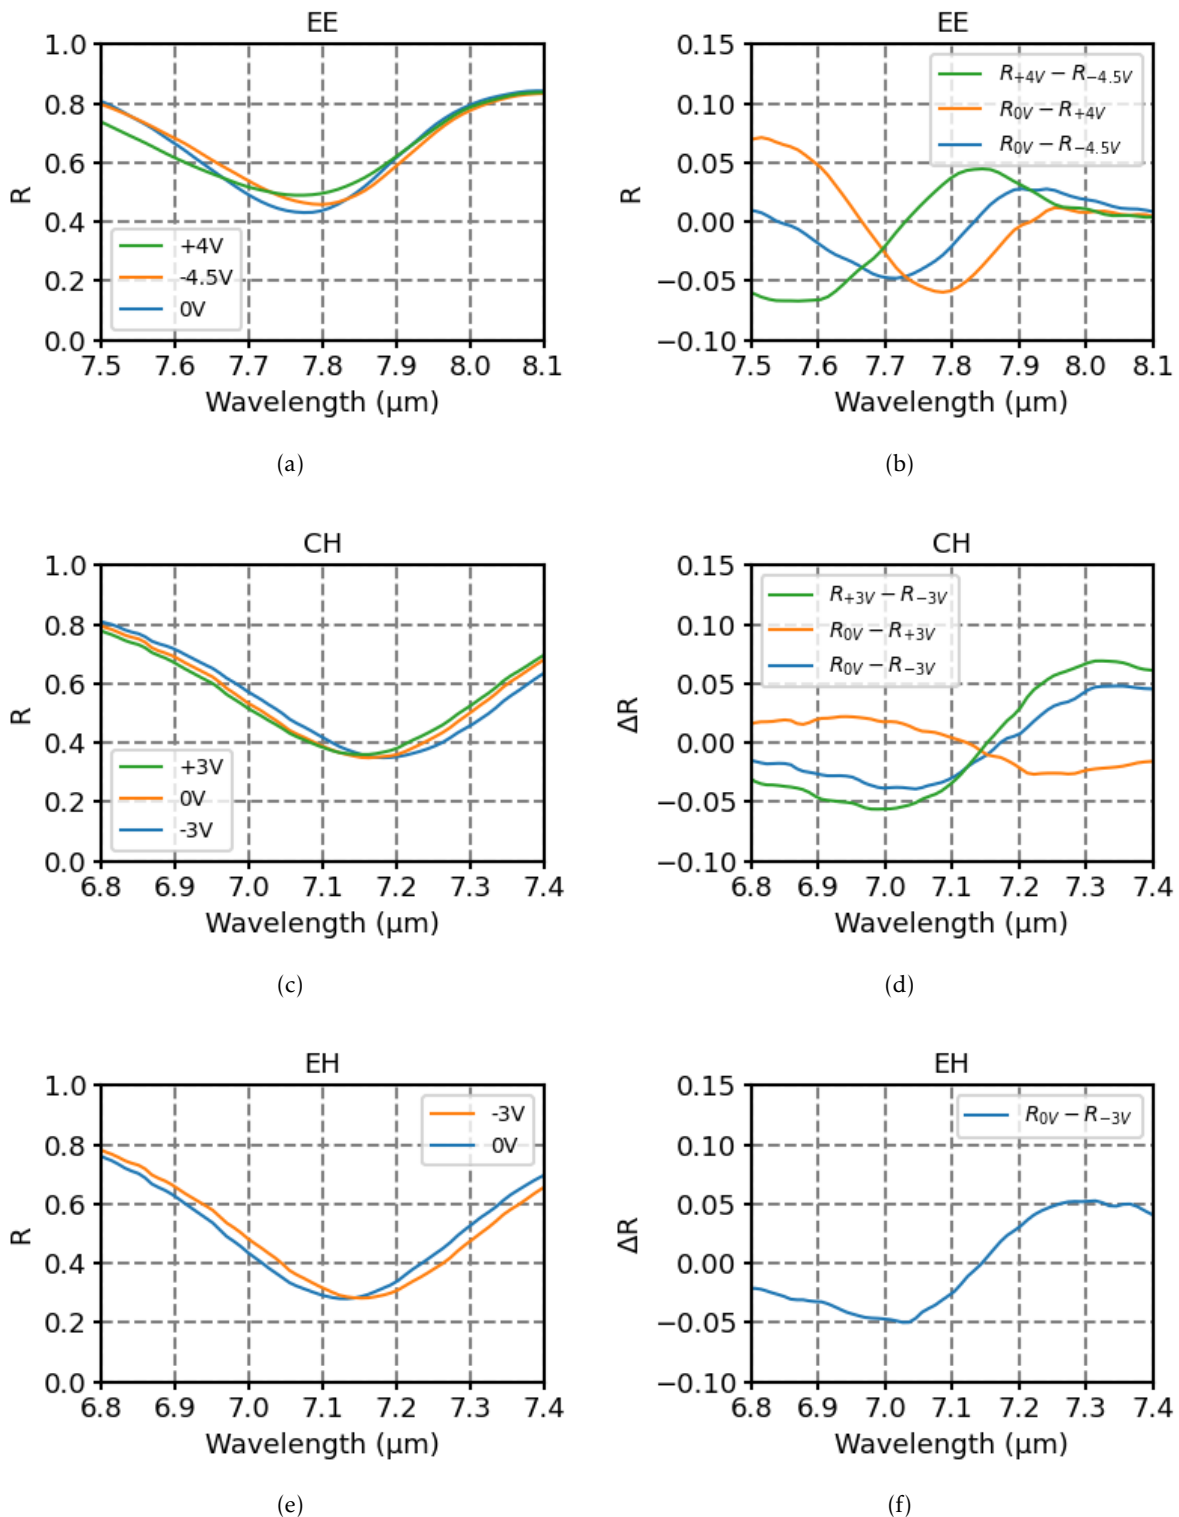 EE
1.0
0.8
0.6
0.4
0.2
0.0
R
+4V
-4.5V
0V
7.5 7.6 7.7 7.8 7.9 8.0 8.1
Wavelength (μm)
(a)
EE
0.15
0.10
0.05
0.00
−0.05
−0.10
R
R+4V − R−4.5V
R0V − R+4V
R0V − R−4.5V
7.5 7.6 7.7 7.8 7.9 8.0 8.1
Wavelength (μm)
(b)
CH
1.0
0.8
0.6
0.4
0.2
0.0
R
+3V
0V
-3V
6.8 6.9 7.0 7.1 7.2 7.3 7.4
Wavelength (μm)
(c)
CH
0.15
0.10
0.05
0.00
−0.05
−0.10
ΔR
R+3V − R−3V
R0V − R+3V
R0V − R−3V
6.8 6.9 7.0 7.1 7.2 7.3 7.4
Wavelength (μm)
(d)
EH
1.0
0.8
0.6
0.4
0.2
0.0
R
-3V
0V
6.8 6.9 7.0 7.1 7.2 7.3 7.4
Wavelength (μm)
(e)
EH
0.15
0.10
0.05
0.00
−0.05
−0.10
ΔR
R0V − R−3V
6.8 6.9 7.0 7.1 7.2 7.3 7.4
Wavelength (μm)
(f)